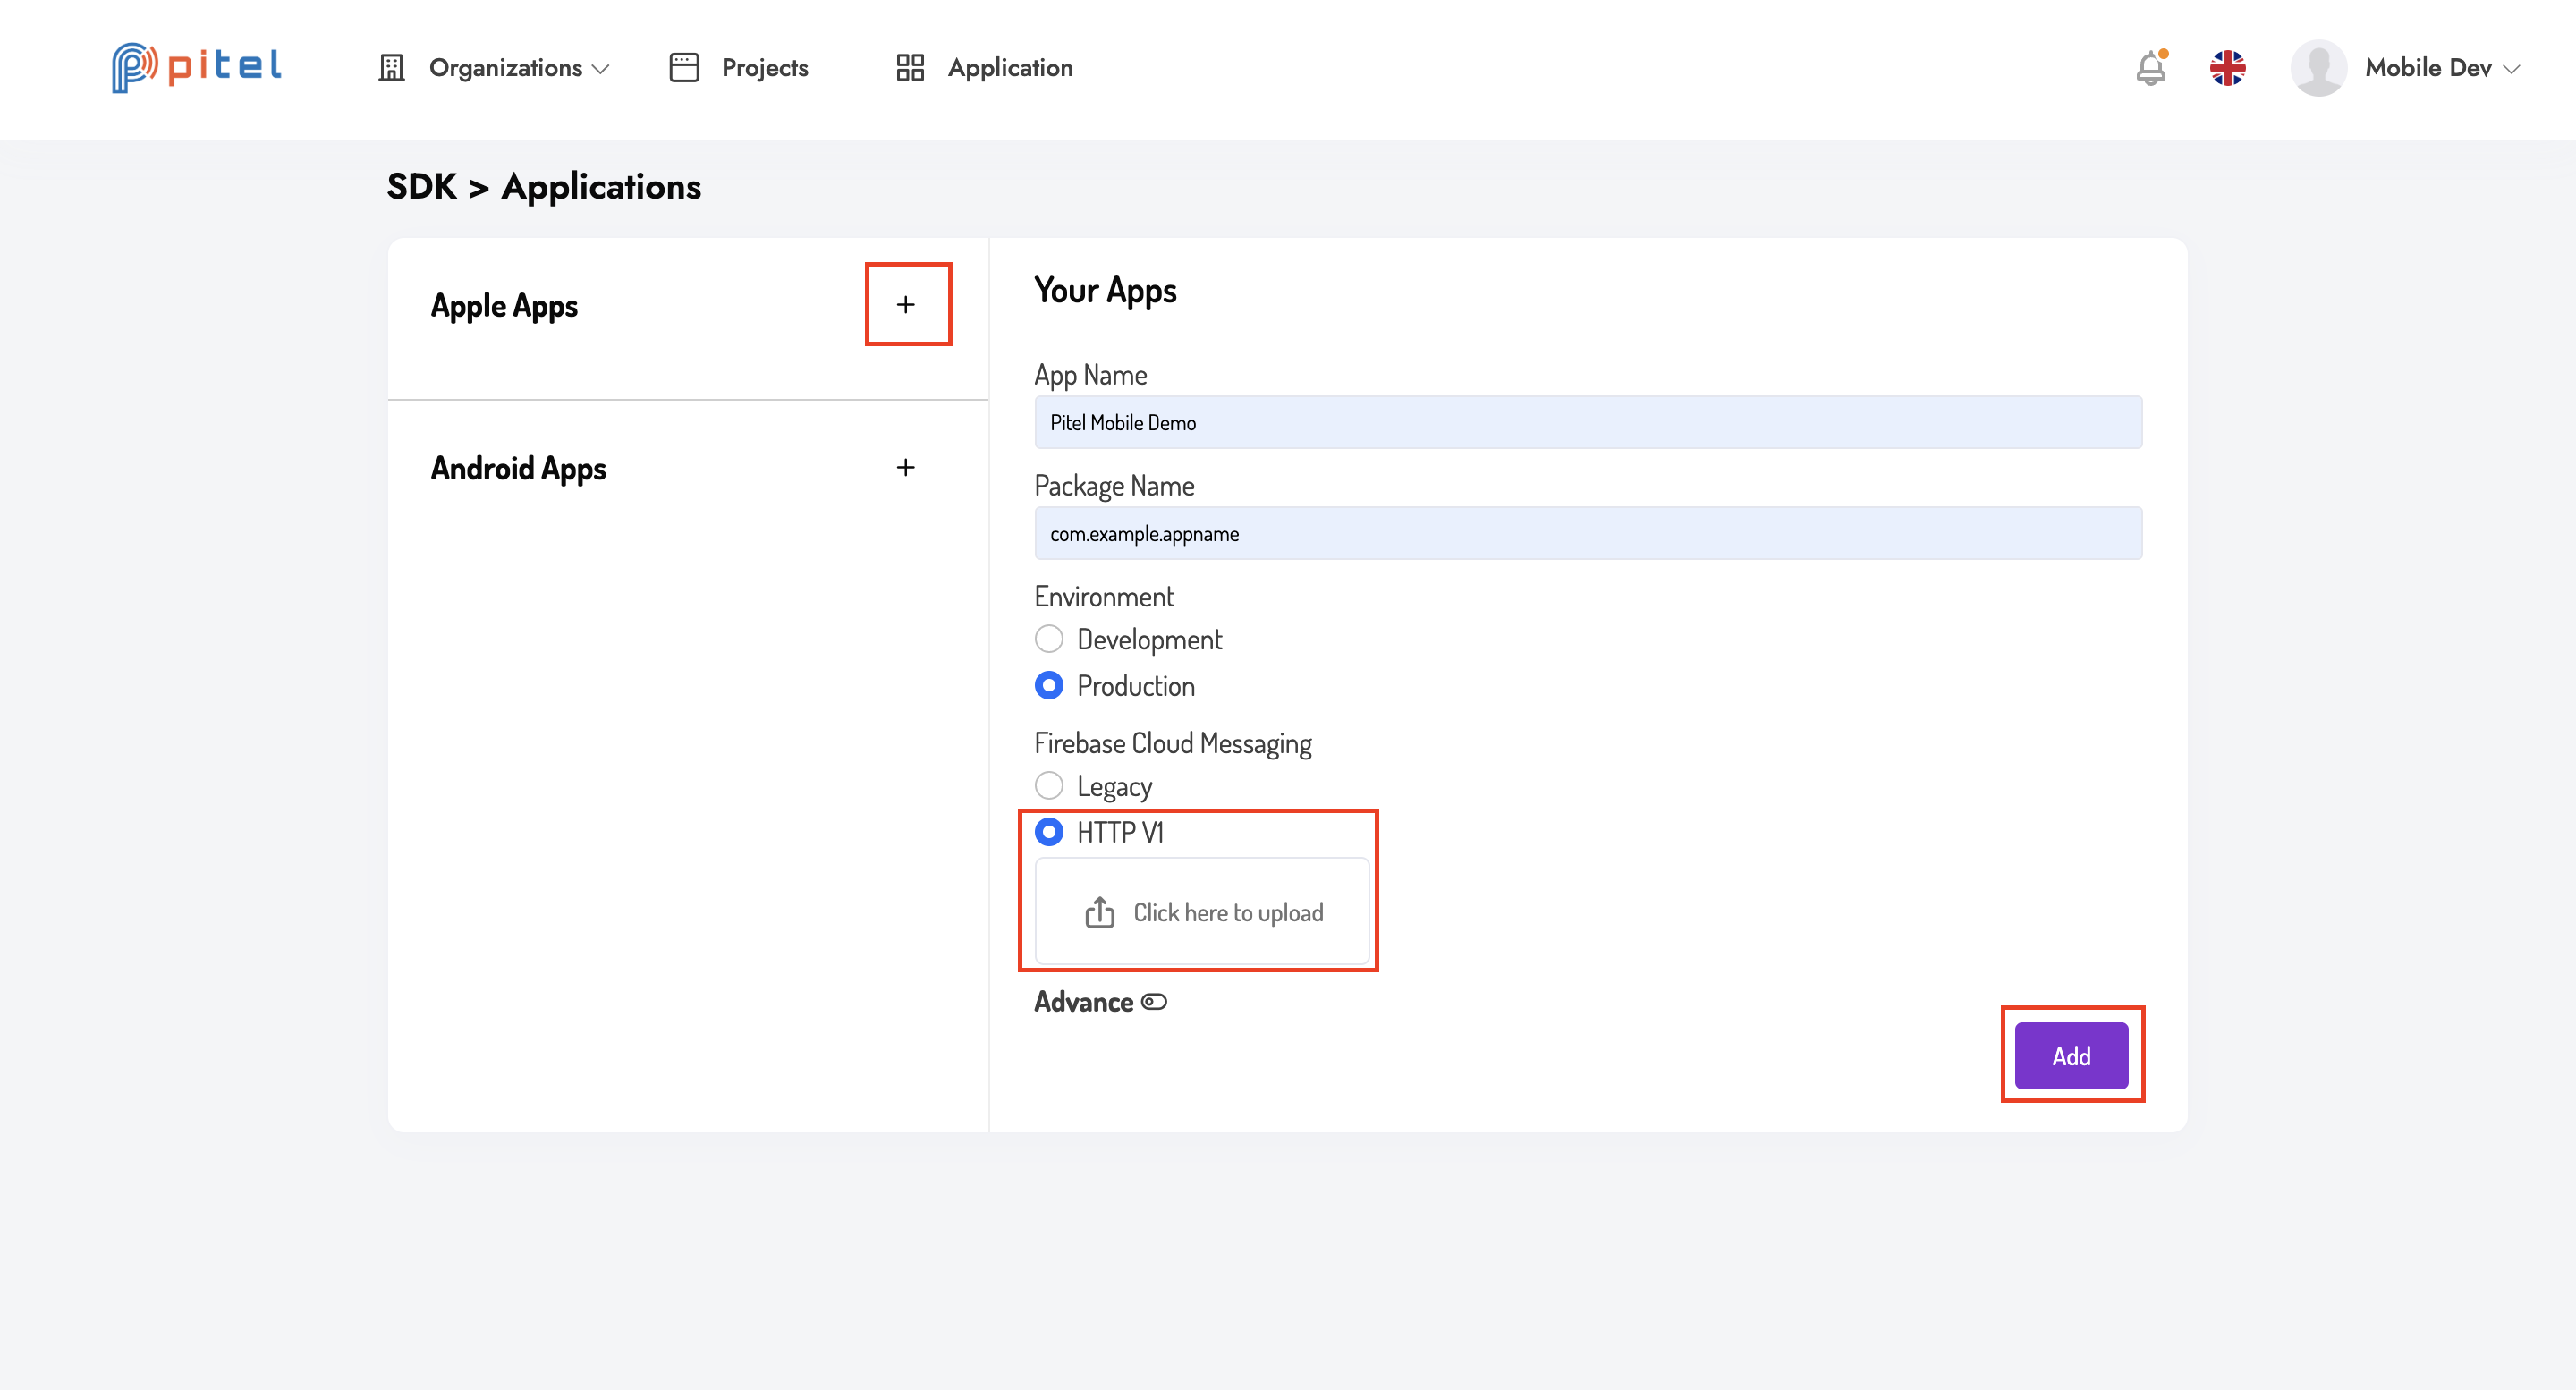 pitel
Organizations
Projects
Application
Mobile Dev
SDK > Applications
Apple Apps
+
Android Apps
+
Your Apps
App Name
Pitel Mobile Demo
Package Name
com.example.appname
Environment
Development
Production
Firebase Cloud Messaging
Legacy
HTTP V1
Click here to upload
Advance
Add